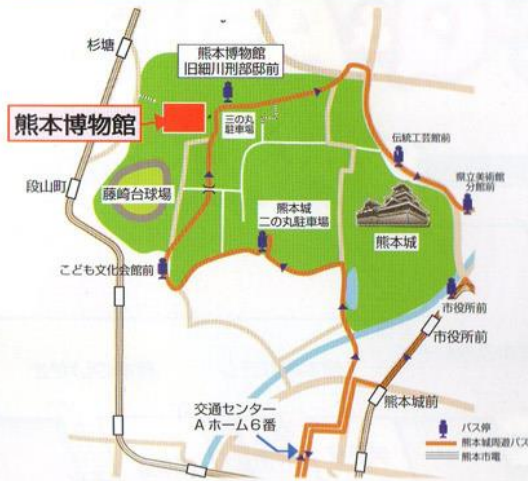 杉塘
熊本博物館
旧細川刑部邸前
熊本博物館
三の丸
駐車場
伝統工芸館前
県立美術館
分館前
段山町
藤崎台球場
熊本城
二の丸駐車場
熊本城
こども文化会館前
市役所前
市役所前
熊本城前
交通センター
Aホーム6番
バス停
熊本城周遊バス
熊本市電